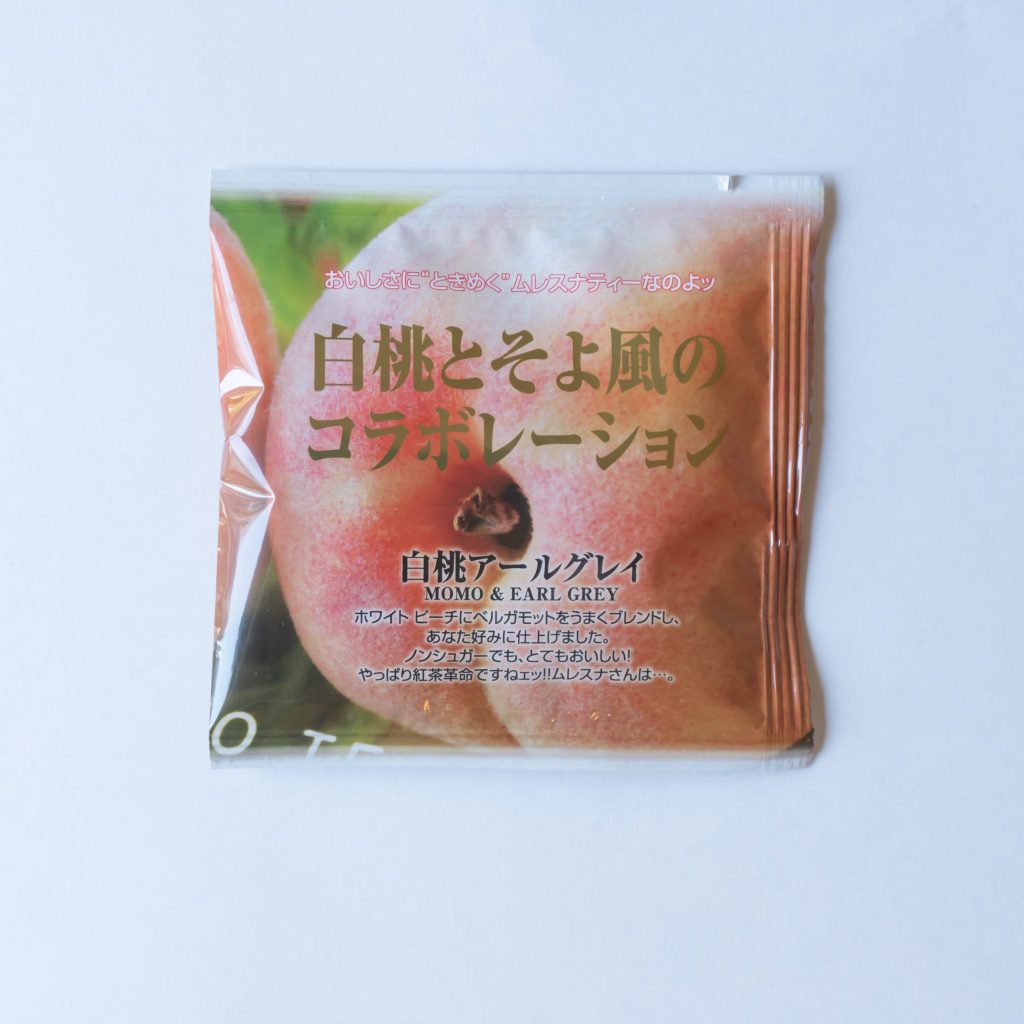 おいしさに"ときめく"ムレスナティーなのよッ
白桃とそよ風の
コラボレーション
白桃アールグレイ
MOMO & EARL GREY
ホワイト ピーチにベルガモットをうまくブレンドし、
あなた好みに仕上げました。
ノンシュガーでも、とてもおいしい!
やっぱり紅茶革命ですねェッ!!ムレスナさんは…。